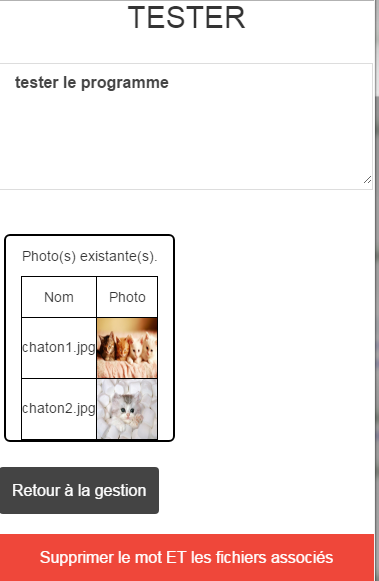 TESTER
tester le programme
Photo(s) existante(s).
Nom Photo
chaton1.jpg
chaton2.jpg
Retour à la gestion
Supprimer le mot ET les fichiers associés